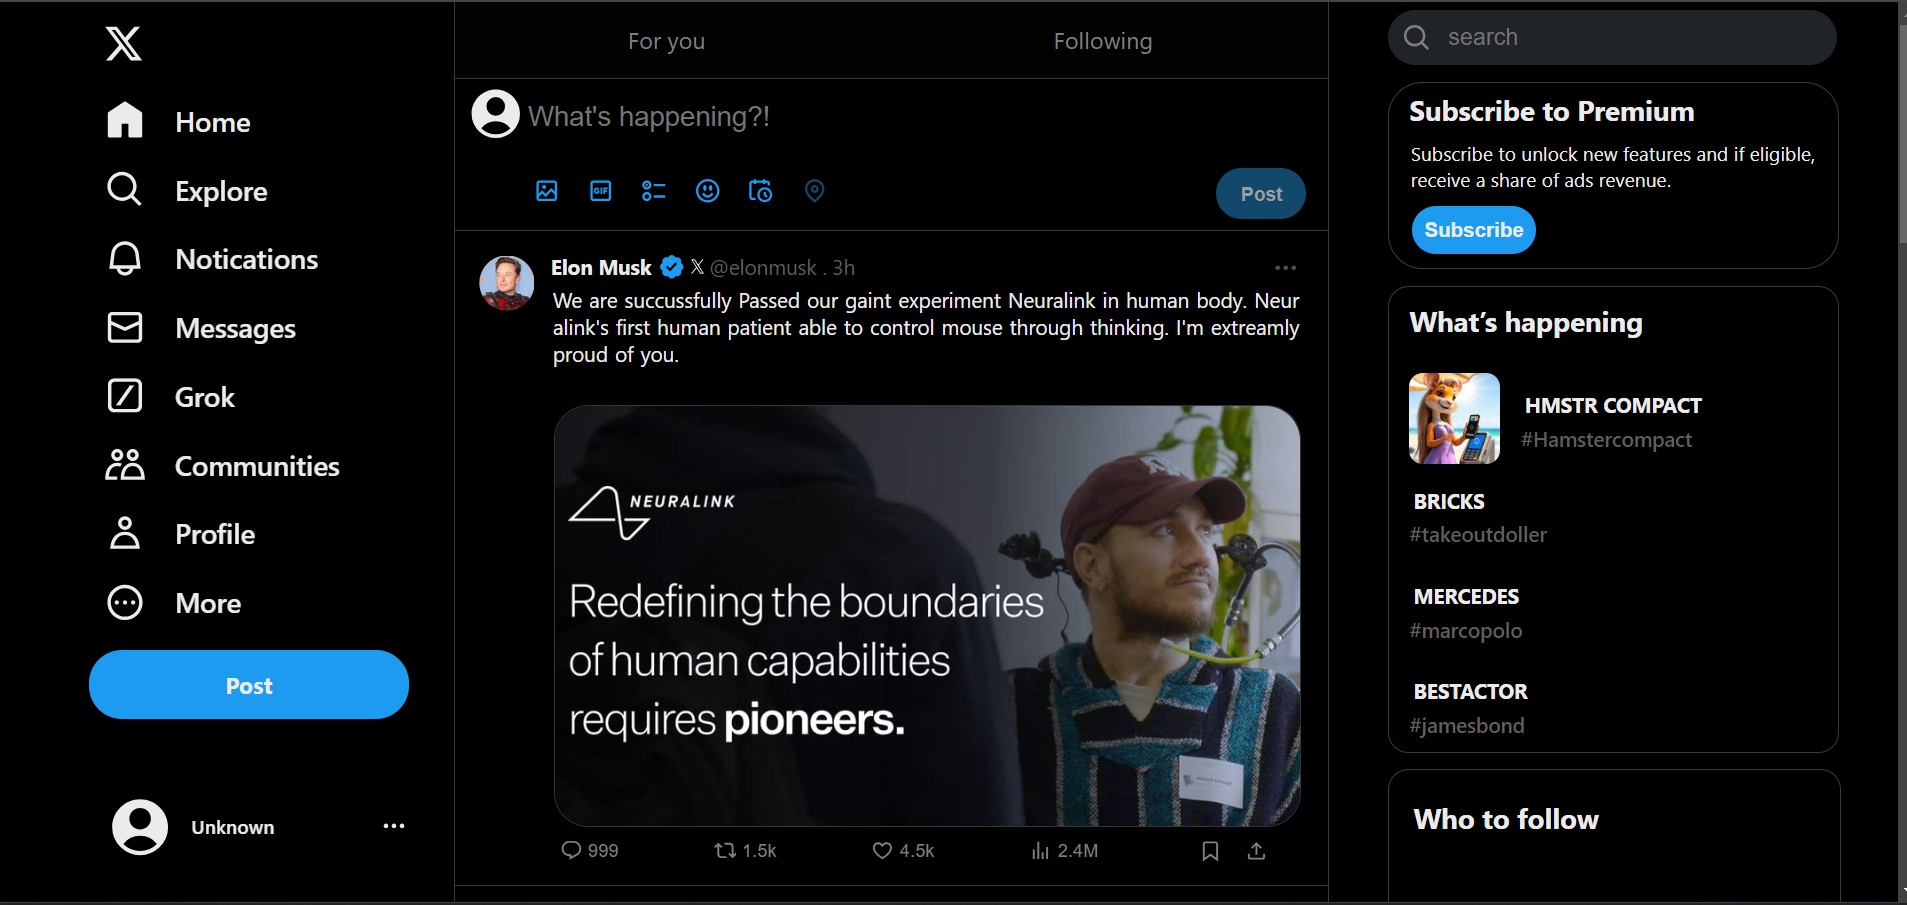 Home
Explore
Notications
Messages
Grok
Communities
Profile
More
Post
Unknown
For you
Following
What's happening?!
GIF
Post
Elon Musk 𝕏 @elonmusk . 3h
We are succussfully Passed our gaint experiment Neuralink in human body. Neur
alink's first human patient able to control mouse through thinking. I'm extreamly
proud of you.
NEURALINK
Redefining the boundaries
of human capabilities
requires pioneers.
999
1.5k
4.5k
2.4M
search
Subscribe to Premium
Subscribe to unlock new features and if eligible,
receive a share of ads revenue.
Subscribe
What’s happening
HMSTR COMPACT
#Hamstercompact
BRICKS
#takeoutdoller
MERCEDES
#marcopolo
BESTACTOR
#jamesbond
Who to follow